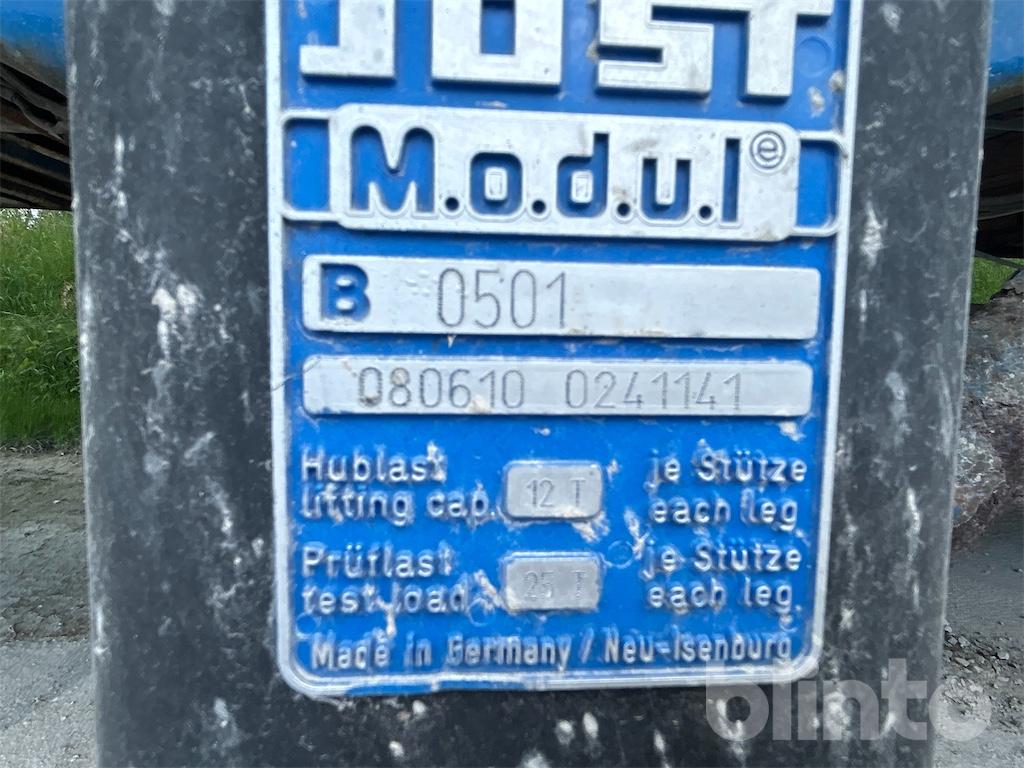 JOST
M.o.d.u.l ®
B 0501
080610 0241141
Hublast 12 T je Stütze
lifting cap. each leg
Prüflast 25 T je Stütze
test load each leg
Made in Germany / Neu-Isenburg
blinto